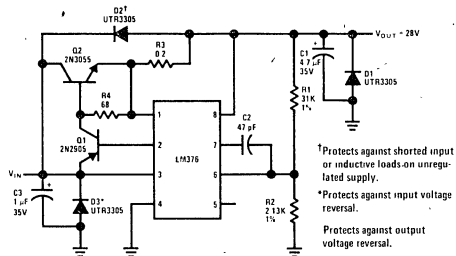 D2†
UTR3305
Q2
2N3055
R3
0 2
VOUT = 28V
C1
4 7 µF
35V
D1
UTR3305
R4
68
R1
31K
1%
1
8
C2
47 pF
Q1
2N2905
2
LM376
7
VIN
3
6
†Protects against shorted input
or inductive loads on unregu-
lated supply.
*Protects against input voltage
reversal.
C3
1 µF
35V
D3*
UTR3305
4
5
R2
2 13K
1%
Protects against output
voltage reversal.